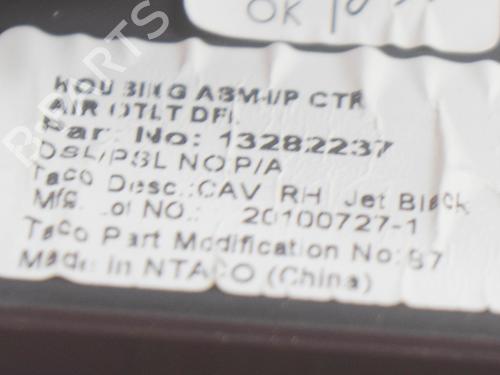 OK
HOUSING ASM-I/P CTR
AIR OTLT DFL
Part No: 13282237
DSL/PSL NO P/A
Taco Desc.:CAV RH Jet Black
Mfg. Lot NO.: 20100727-1
Taco Part Modification No:
Made in NTACO (China)
B-PARTS